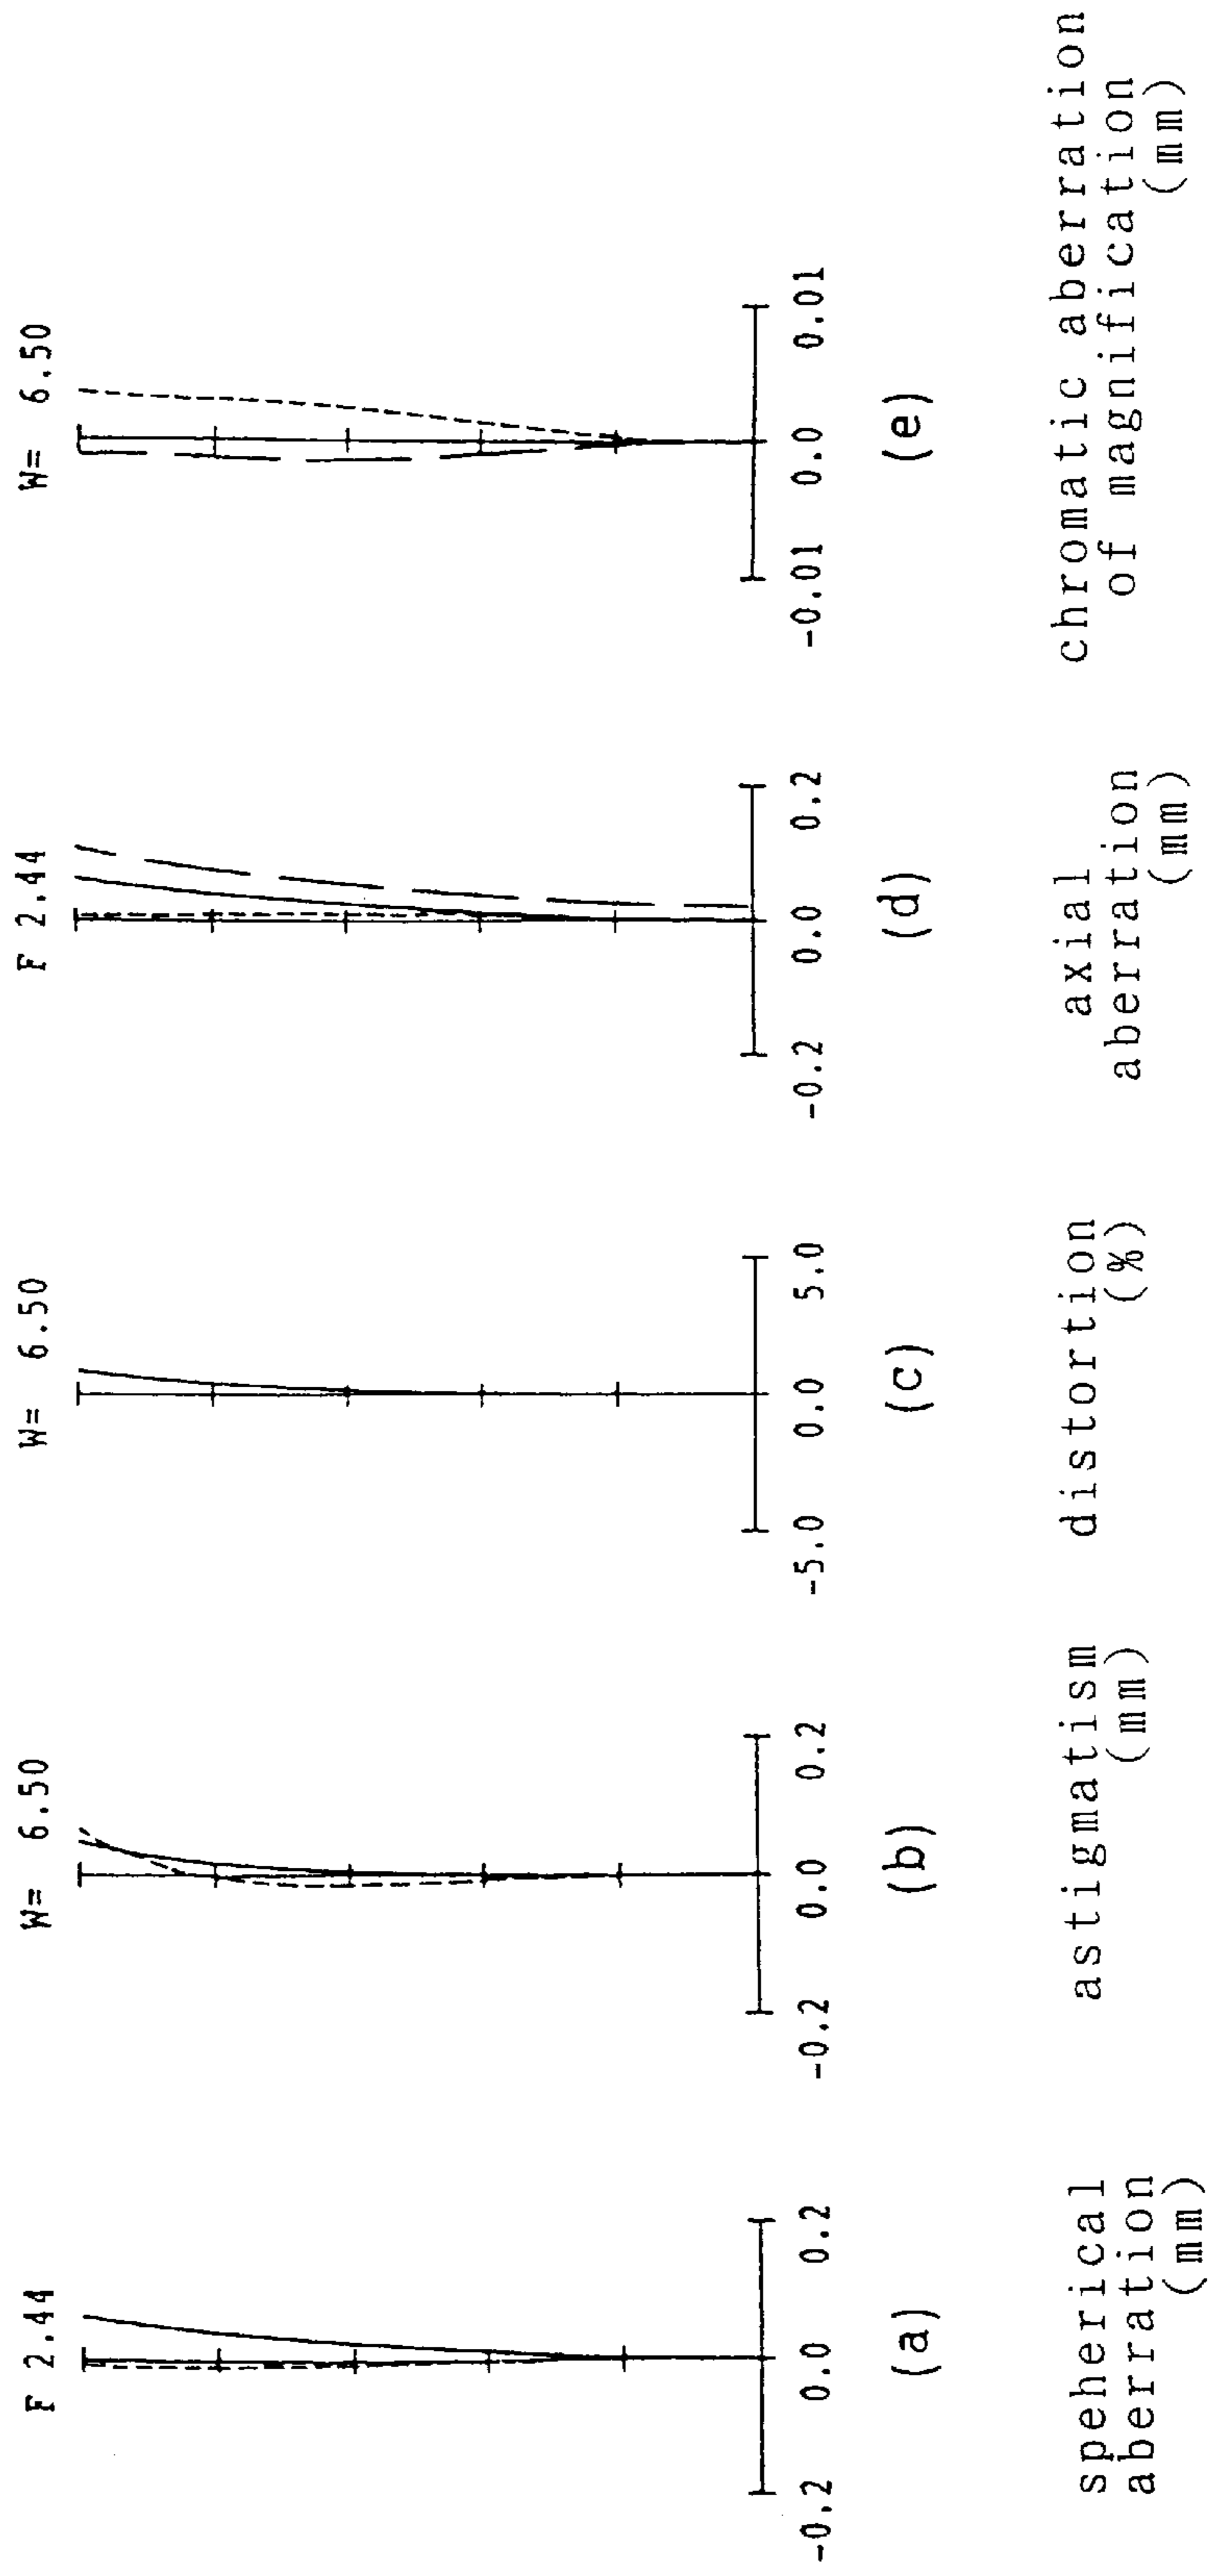 F 2.44
-0.2 0.0 0.2
(a)
speherical
aberration
(mm)
W= 6.50
-0.2 0.0 0.2
(b)
astigmatism
(mm)
W= 6.50
-5.0 0.0 5.0
(c)
distortion
(%)
F 2.44
-0.2 0.0 0.2
(d)
axial
aberration
(mm)
W= 6.50
-0.01 0.0 0.01
(e)
chromatic aberration
of magnification
(mm)